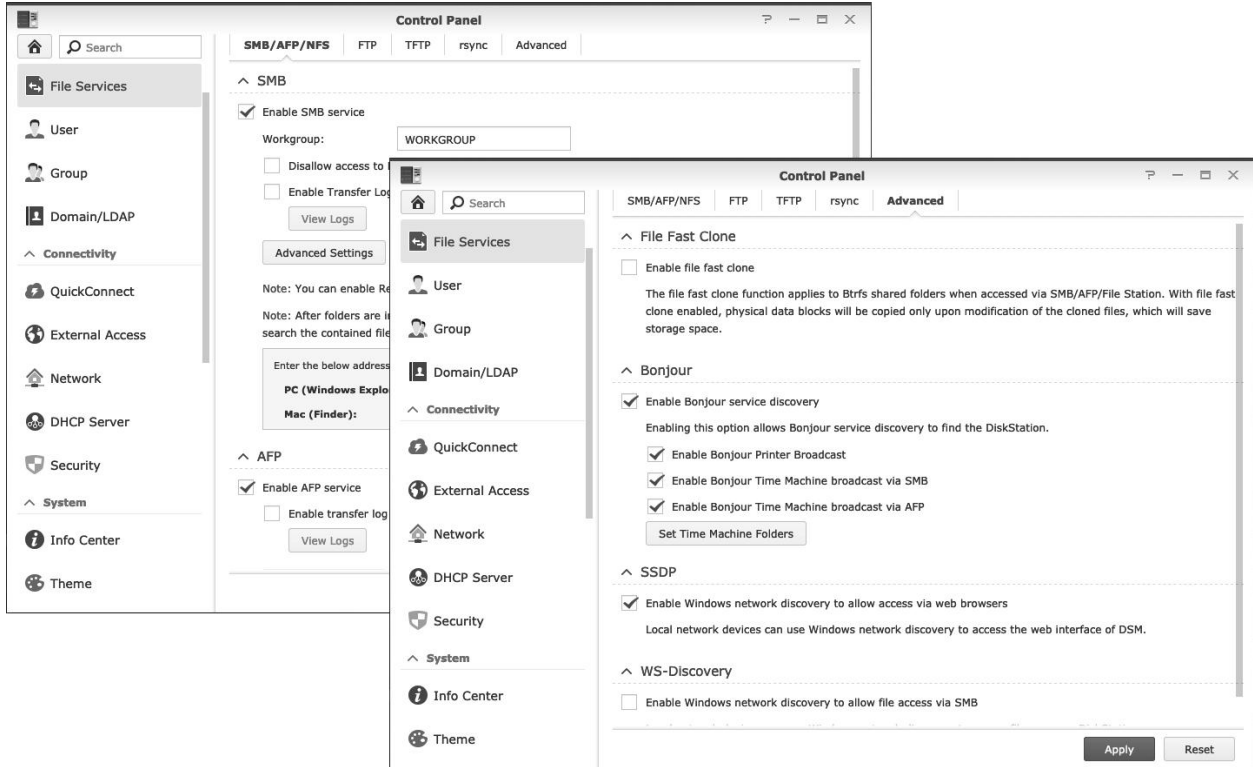 Control Panel
Search
SMB/AFP/NFS FTP TFTP rsync Advanced
File Services
User
Group
Domain/LDAP
Connectivity
QuickConnect
External Access
Network
DHCP Server
Security
System
Info Center
Theme
SMB
Enable SMB service
Workgroup: WORKGROUP
Disallow access to
Enable Transfer Log
View Logs
Advanced Settings
Note: You can enable Re
Note: After folders are in
search the contained file
Enter the below address
PC (Windows Explo
Mac (Finder):
AFP
Enable AFP service
Enable transfer log
View Logs
Control Panel
Search
SMB/AFP/NFS FTP TFTP rsync Advanced
File Services
User
Group
Domain/LDAP
Connectivity
QuickConnect
External Access
Network
DHCP Server
Security
System
Info Center
Theme
File Fast Clone
Enable file fast clone
The file fast clone function applies to Btrfs shared folders when accessed via SMB/AFP/File Station. With file fast
clone enabled, physical data blocks will be copied only upon modification of the cloned files, which will save
storage space.
Bonjour
Enable Bonjour service discovery
Enabling this option allows Bonjour service discovery to find the DiskStation.
Enable Bonjour Printer Broadcast
Enable Bonjour Time Machine broadcast via SMB
Enable Bonjour Time Machine broadcast via AFP
Set Time Machine Folders
SSDP
Enable Windows network discovery to allow access via web browsers
Local network devices can use Windows network discovery to access the web interface of DSM.
WS-Discovery
Enable Windows network discovery to allow file access via SMB
Apply Reset